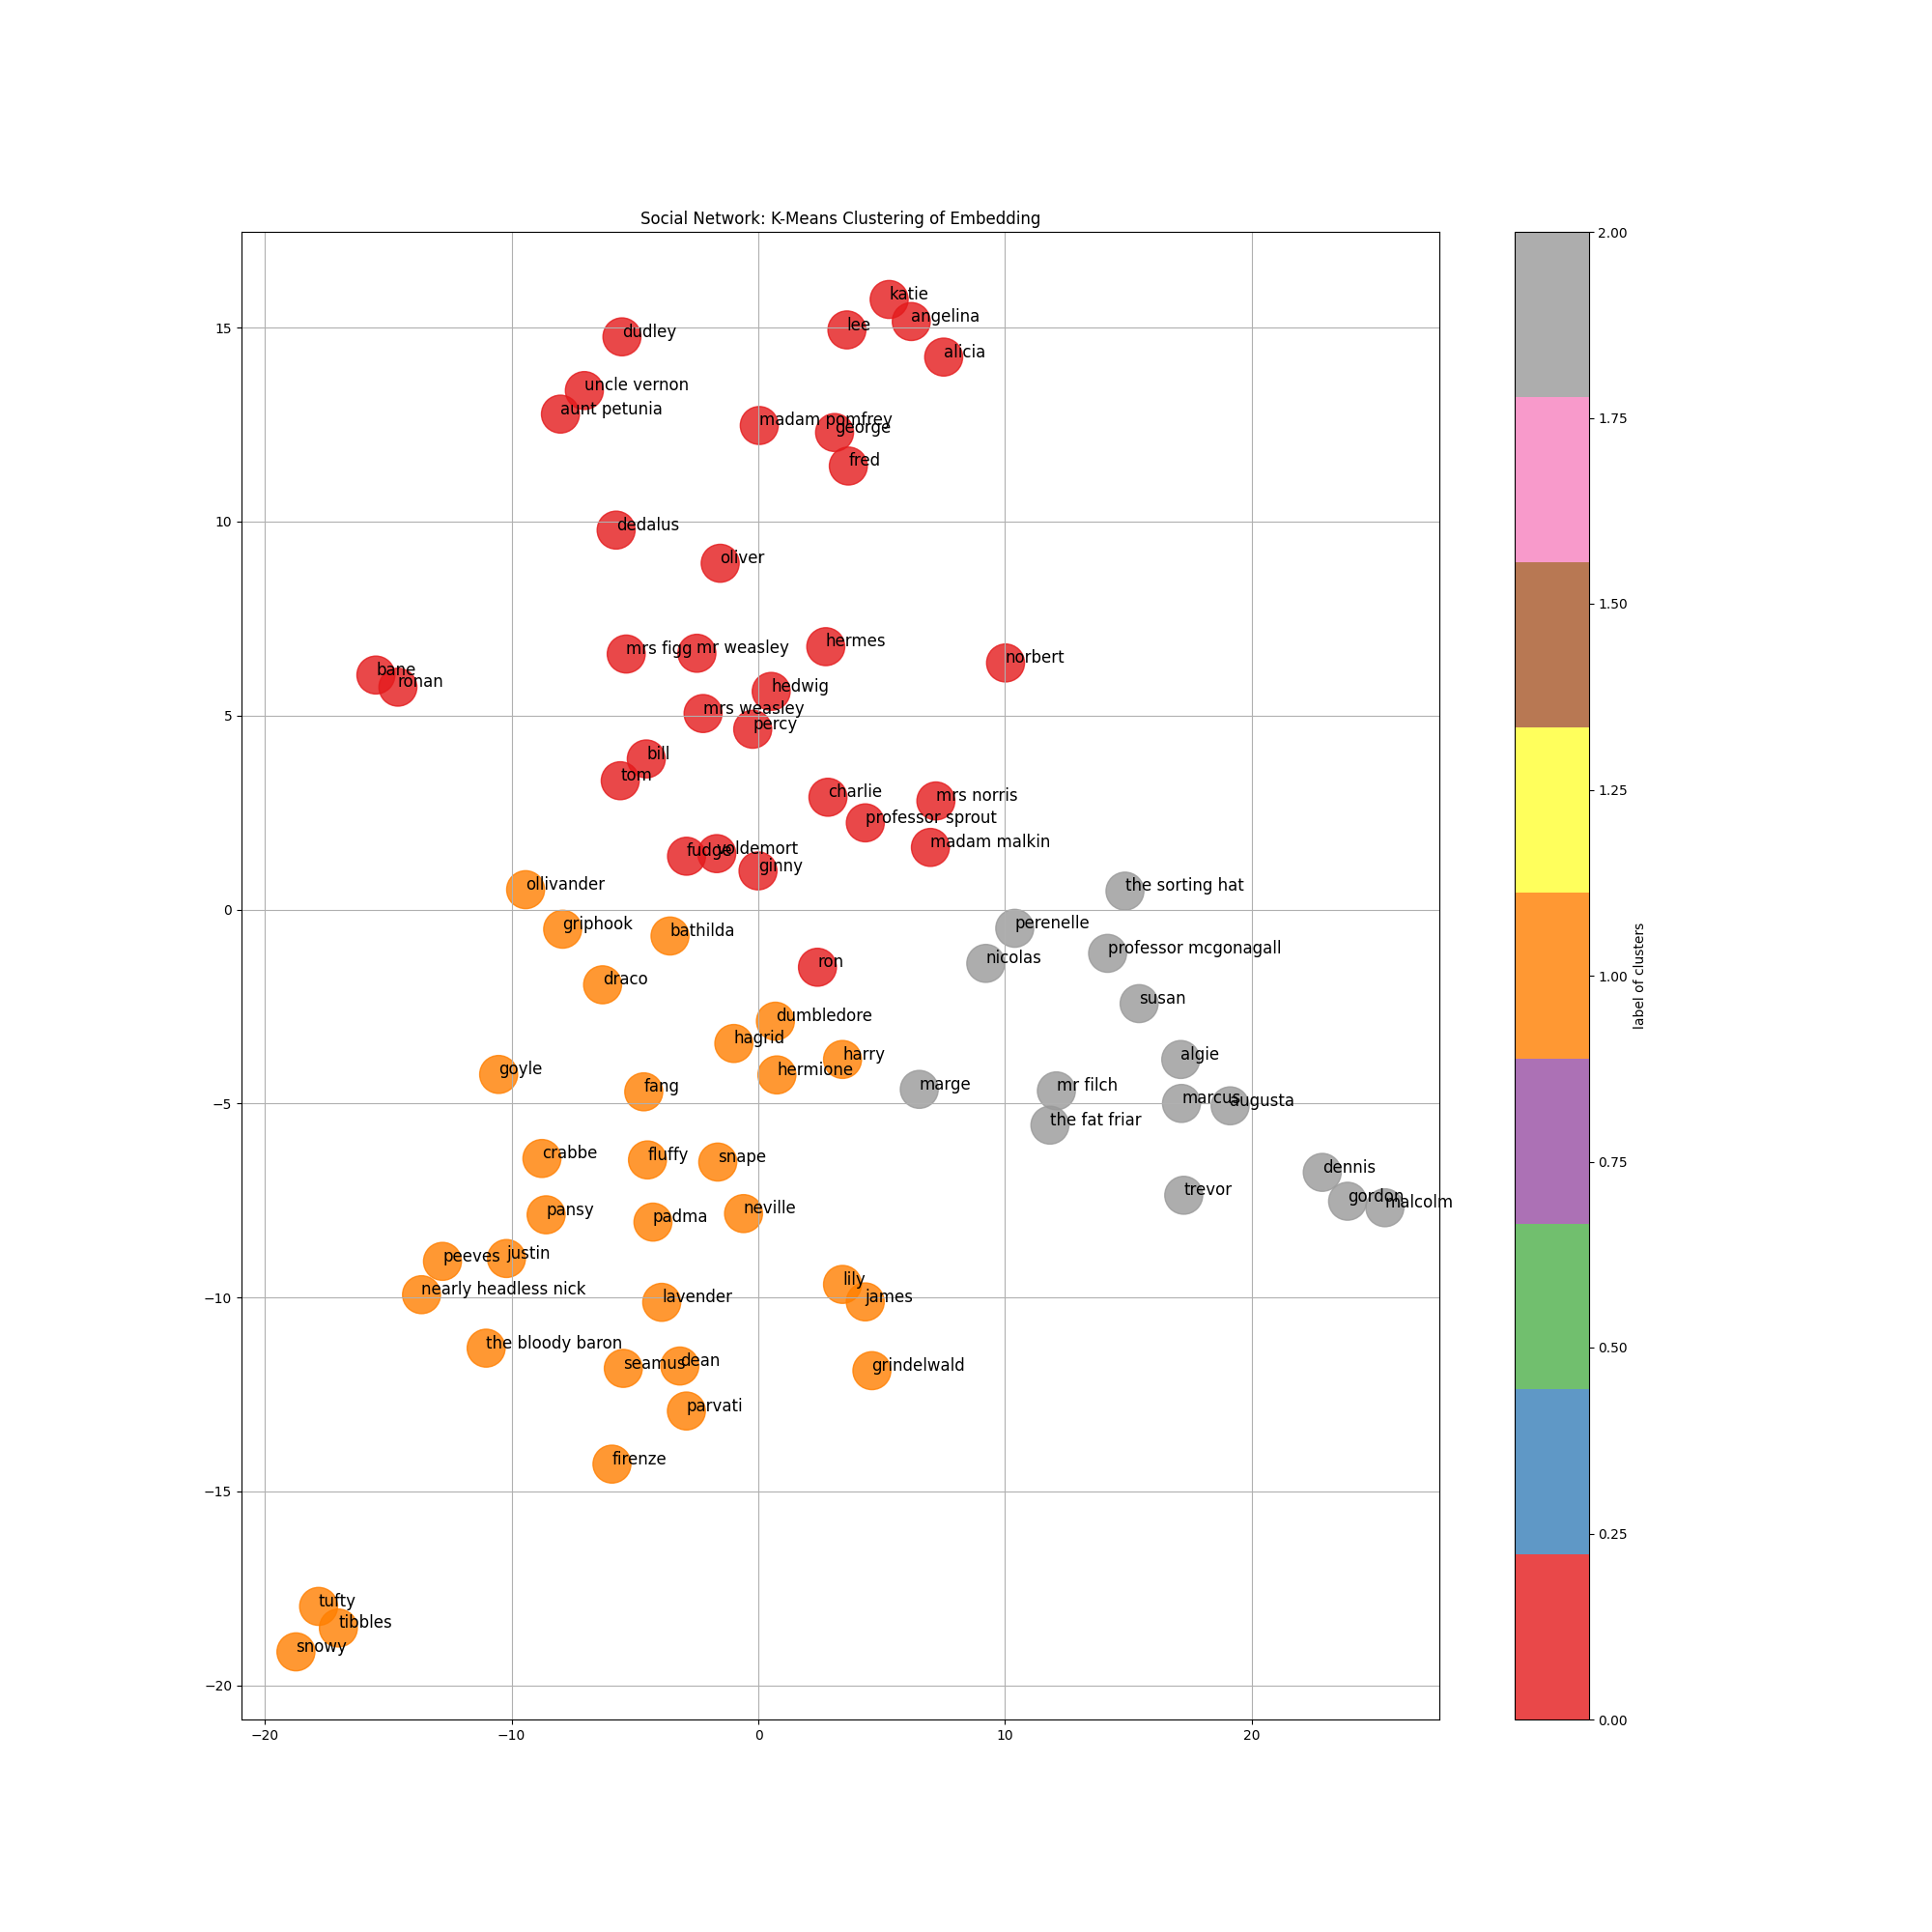 Social Network: K-Means Clustering of Embedding
katie
angelina
lee
dudley
alicia
uncle vernon
aunt petunia
madam pomfrey
george
fred
dedalus
oliver
hermes
mrs figg
mr weasley
norbert
bane
ronan
hedwig
mrs weasley
percy
bill
tom
charlie
mrs norris
professor sprout
madam malkin
fudge
voldemort
ginny
ollivander
the sorting hat
griphook
perenelle
bathilda
professor mcgonagall
nicolas
ron
draco
susan
dumbledore
hagrid
harry
algie
goyle
hermione
fang
marge
mr filch
marcus
augusta
the fat friar
crabbe
fluffy
snape
dennis
trevor
gordon
malcolm
pansy
padma
neville
peeves
justin
nearly headless nick
lily
lavender
james
the bloody baron
seamus
dean
grindelwald
parvati
firenze
tufty
tibbles
snowy
15
10
5
0
−5
−10
−15
−20
−20
−10
0
10
20
2.00
1.75
1.50
1.25
1.00
0.75
0.50
0.25
0.00
label of clusters